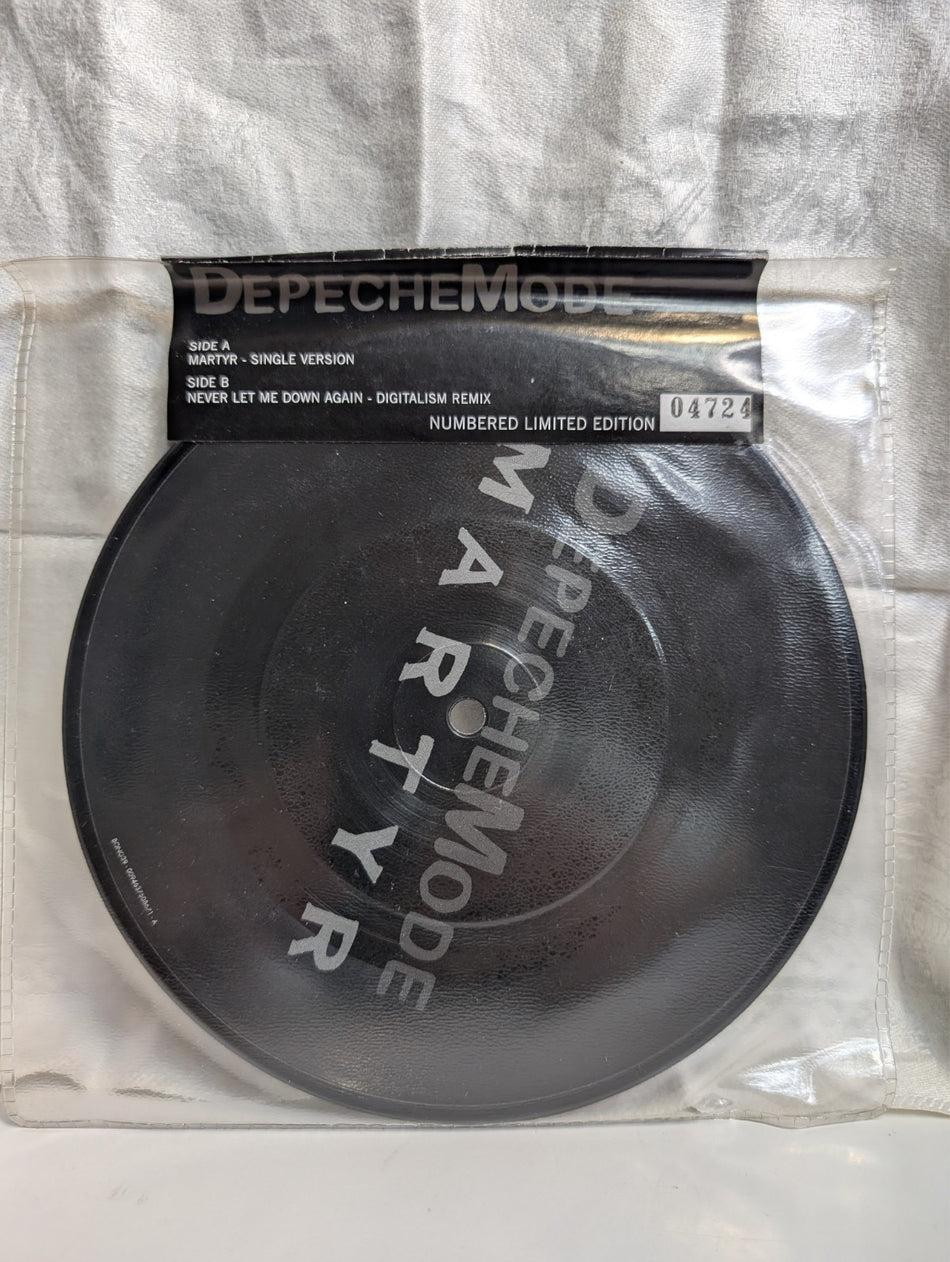 DEPECHEMODE
SIDE A
MARTYR - SINGLE VERSION
SIDE B
NEVER LET ME DOWN AGAIN - DIGITALISM REMIX
NUMBERED LIMITED EDITION 04724
MARTYR
DEPECHEMODE